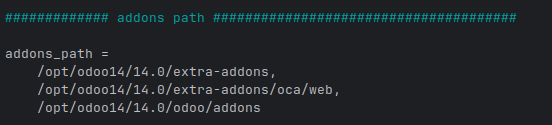 ############# addons path ######################################
addons_path =
/opt/odoo14/14.0/extra-addons,
/opt/odoo14/14.0/extra-addons/oca/web,
/opt/odoo14/14.0/odoo/addons